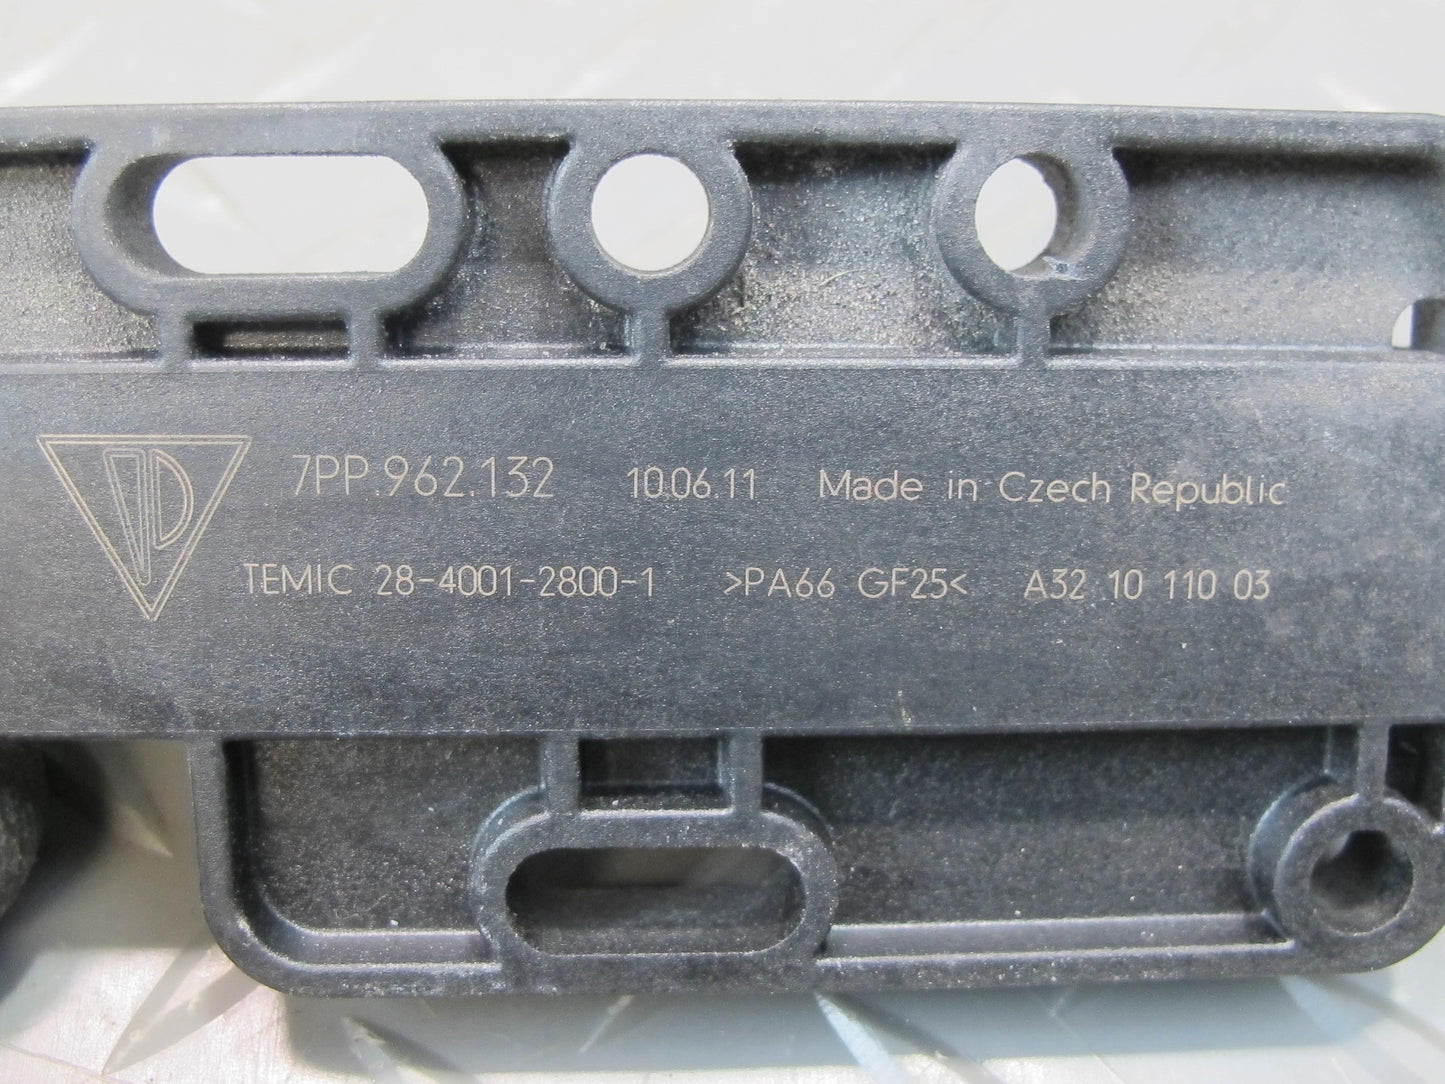 7PP.962.132 10.06.11 Made in Czech Republic
TEMIC 28-4001-2800-1 >PA66 GF25< A32 10 110 03